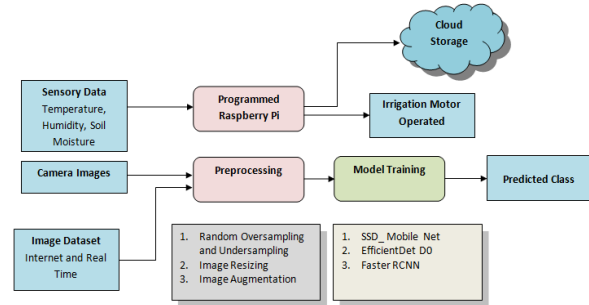 Cloud
Storage
Sensory Data
Temperature,
Humidity, Soil
Moisture
Programmed
Raspberry Pi
Irrigation Motor
Operated
Camera Images
Preprocessing
Model Training
Predicted Class
Image Dataset
Internet and Real
Time
1. Random Oversampling
and Undersampling
2. Image Resizing
3. Image Augmentation
1. SSD_ Mobile Net
2. EfficientDet D0
3. Faster RCNN